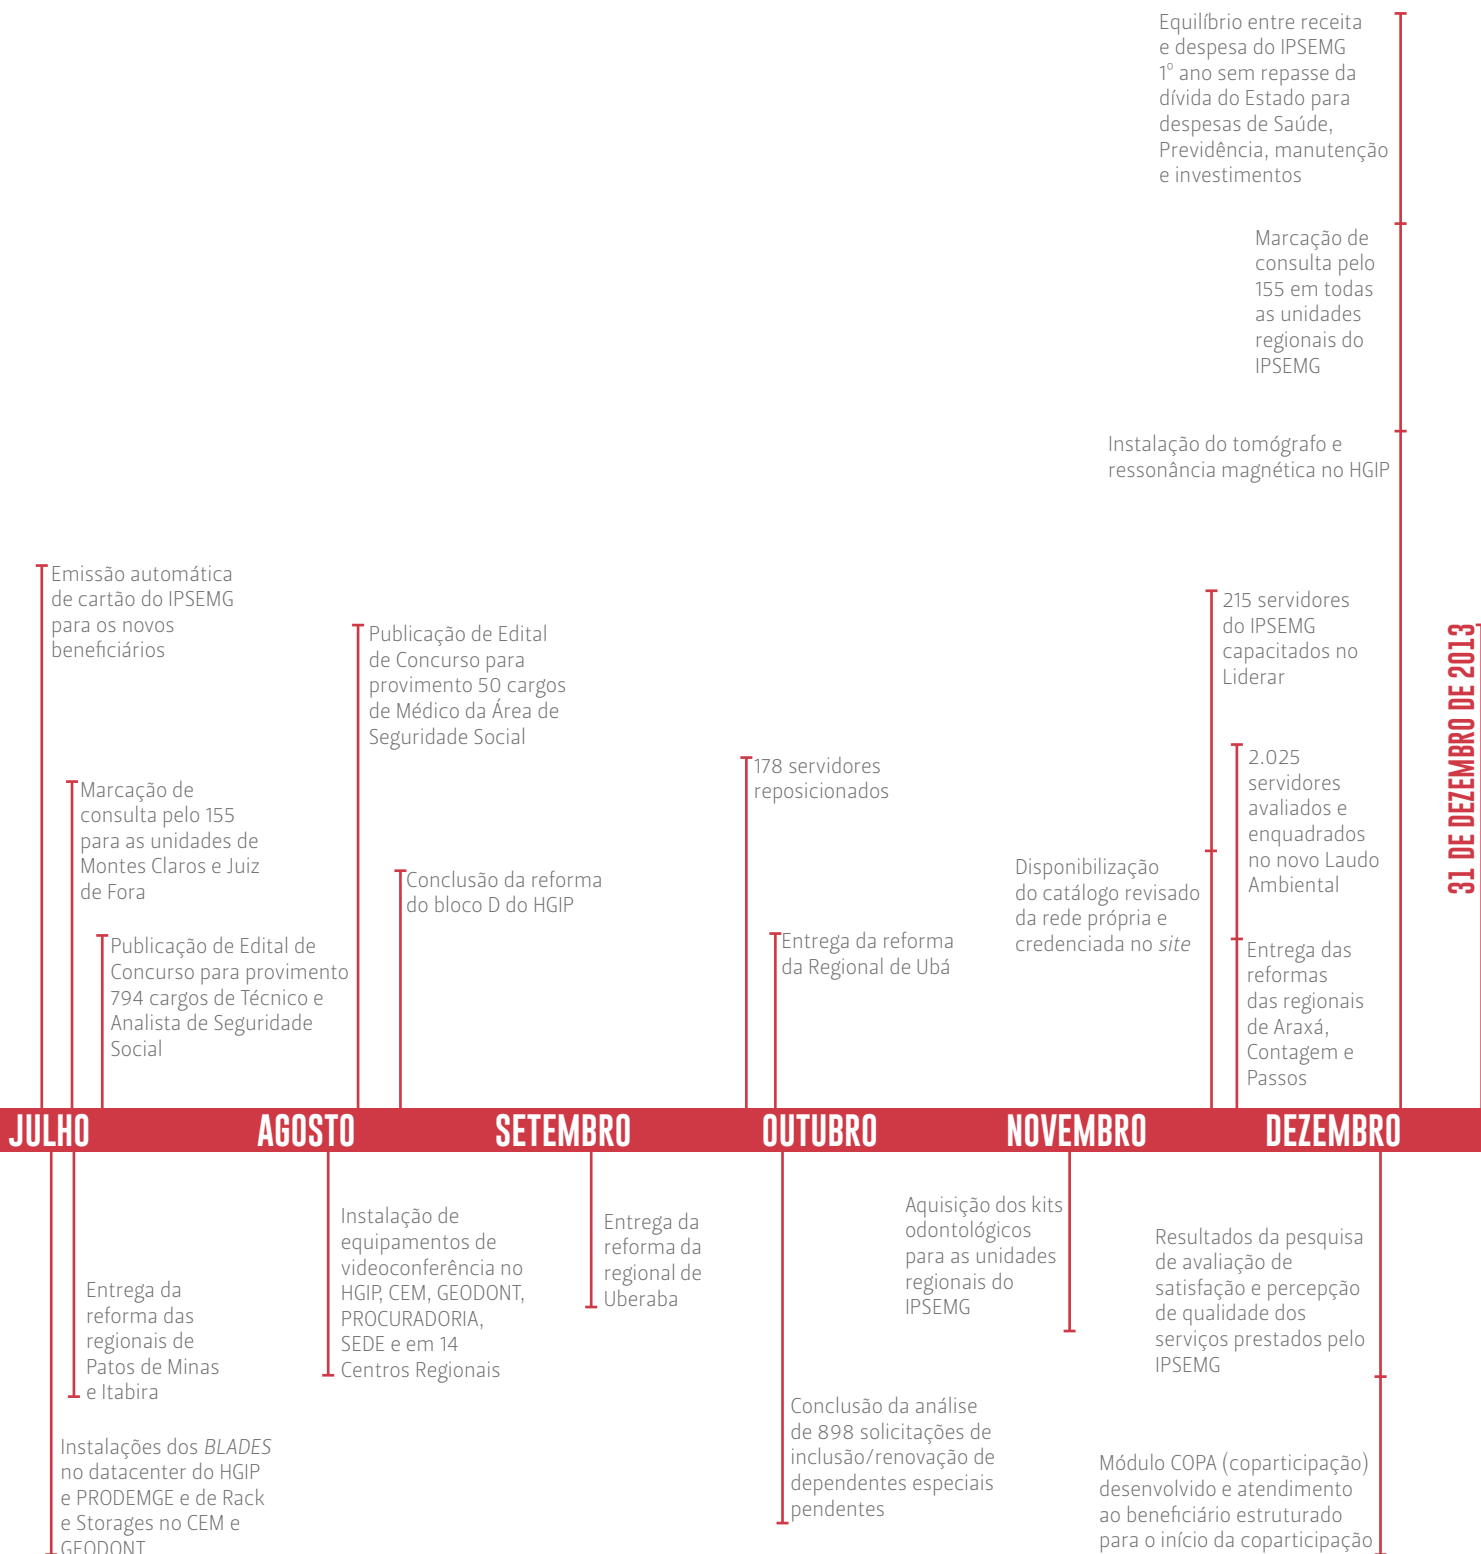 Equilíbrio entre receita
e despesa do IPSEMG
1º ano sem repasse da
dívida do Estado para
despesas de Saúde,
Previdência, manutenção
e investimentos
Marcação de
consulta pelo
155 em todas
as unidades
regionais do
IPSEMG
Instalação do tomógrafo e
ressonância magnética no HGIP
Emissão automática
de cartão do IPSEMG
para os novos
beneficiários
Marcação de
consulta pelo 155
para as unidades de
Montes Claros e Juiz
de Fora
Publicação de Edital de
Concurso para provimento
794 cargos de Técnico e
Analista de Seguridade
Social
Publicação de Edital
de Concurso para
provimento 50 cargos
de Médico da Área de
Seguridade Social
Conclusão da reforma
do bloco D do HGIP
178 servidores
reposicionados
Entrega da reforma
da Regional de Ubá
215 servidores
do IPSEMG
capacitados no
Liderar
Disponibilização
do catálogo revisado
da rede própria e
credenciada no site
2.025
servidores
avaliados e
enquadrados
no novo Laudo
Ambiental
Entrega das
reformas
das regionais
de Araxá,
Contagem e
Passos
31 DE DEZEMBRO DE 2013
JULHO AGOSTO SETEMBRO OUTUBRO NOVEMBRO DEZEMBRO
Entrega da
reforma das
regionais de
Patos de Minas
e Itabira
Instalações dos BLADES
no datacenter do HGIP
e PRODEMGE e de Rack
e Storages no CEM e
GEODONT
Instalação de
equipamentos de
videoconferência no
HGIP, CEM, GEODONT,
PROCURADORIA,
SEDE e em 14
Centros Regionais
Entrega da
reforma da
regional de
Uberaba
Conclusão da análise
de 898 solicitações de
inclusão/renovação de
dependentes especiais
pendentes
Aquisição dos kits
odontológicos
para as unidades
regionais do
IPSEMG
Resultados da pesquisa
de avaliação de
satisfação e percepção
de qualidade dos
serviços prestados pelo
IPSEMG
Módulo COPA (coparticipação)
desenvolvido e atendimento
ao beneficiário estruturado
para o início da coparticipação